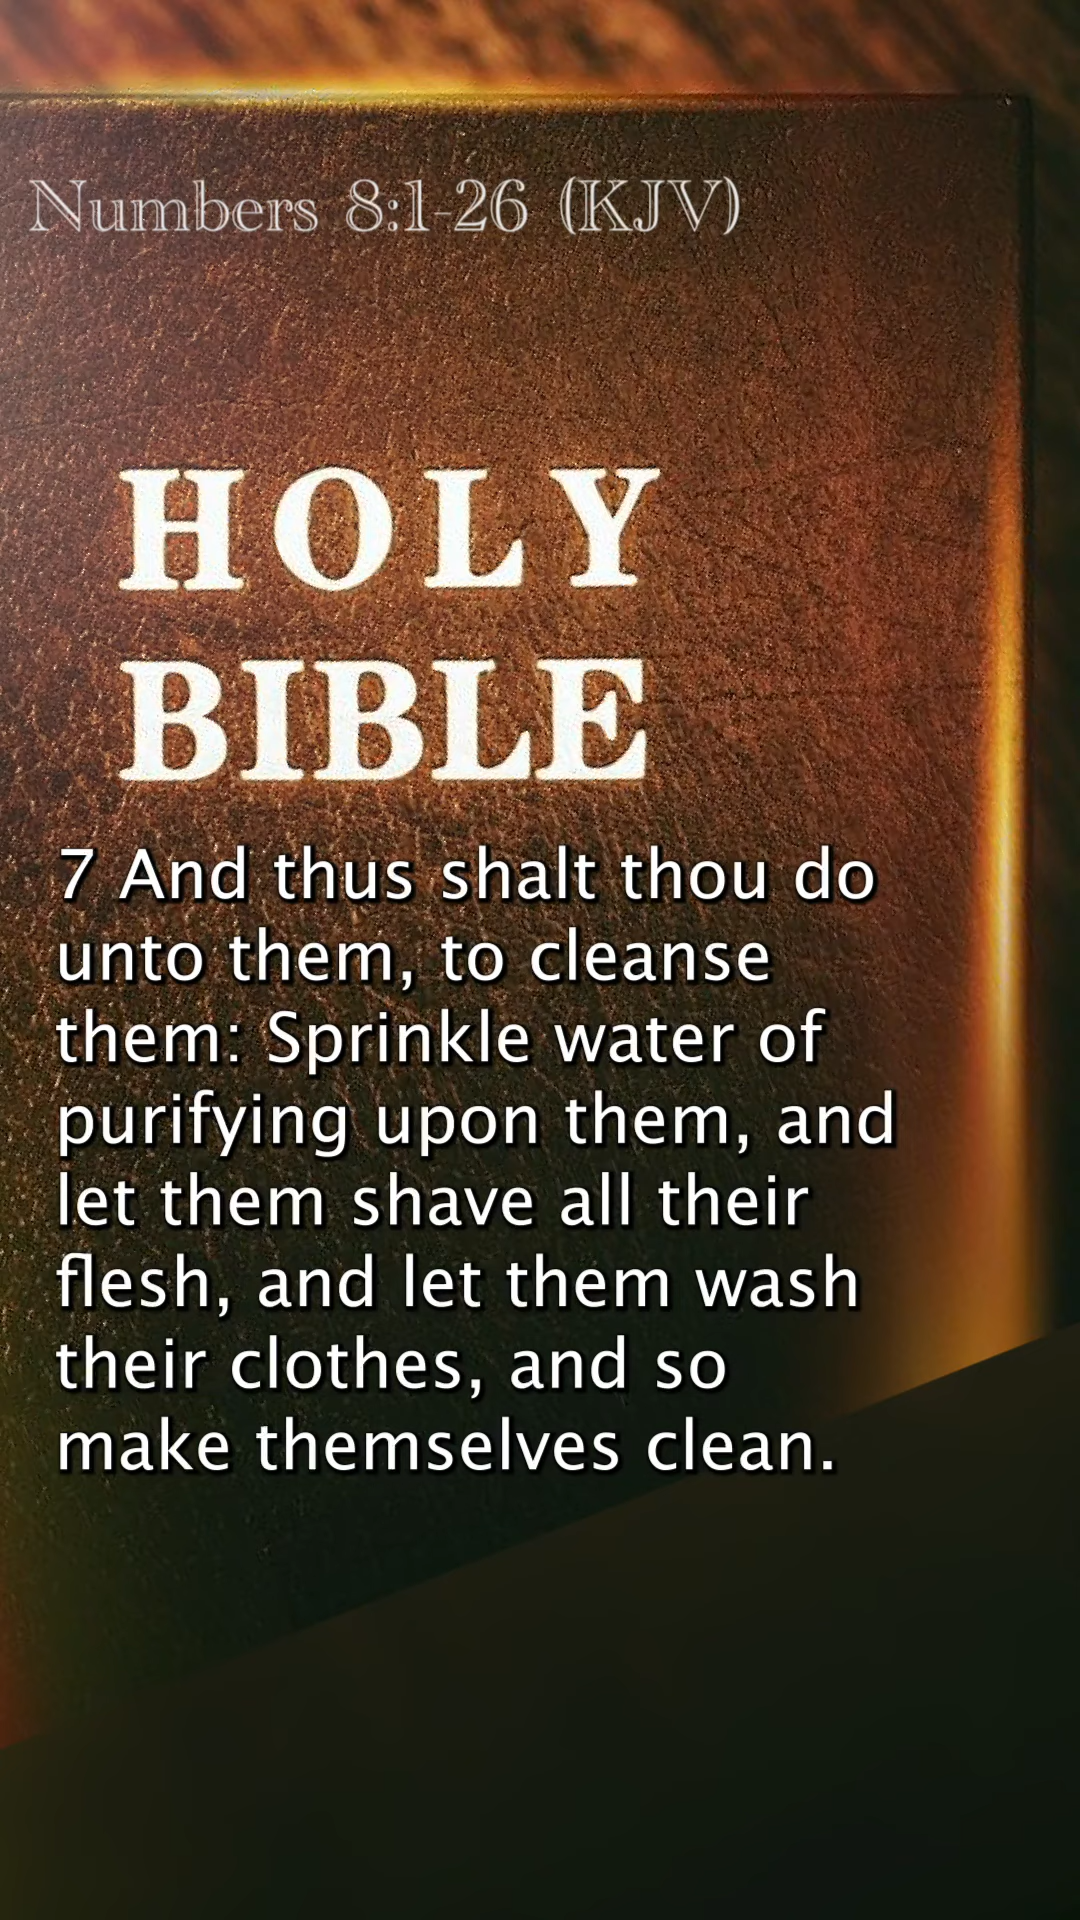 Numbers 8:1-26 (KJV)
HOLY
BIBLE
7 And thus shalt thou do
unto them, to cleanse
them: Sprinkle water of
purifying upon them, and
let them shave all their
flesh, and let them wash
their clothes, and so
make themselves clean.